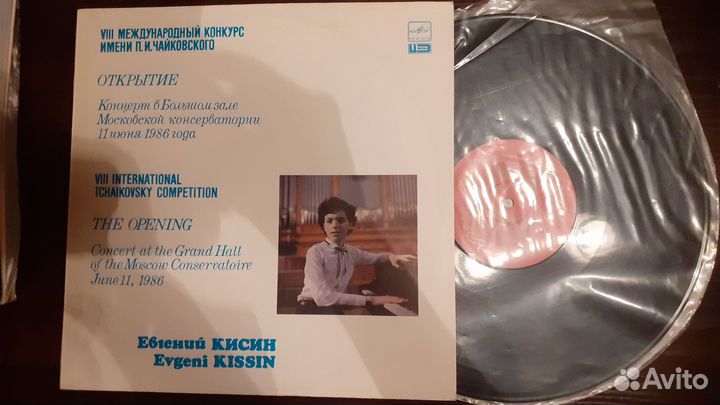 VIII МЕЖДУНАРОДНЫЙ КОНКУРС
ИМЕНИ П.И.ЧАЙКОВСКОГО
ОТКРЫТИЕ
Концерт в Большом зале
Московской консерватории
11 июня 1986 года
VIII INTERNATIONAL
TCHAIKOVSKY COMPETITION
THE OPENING
Concert at the Grand Hall
of the Moscow Conservatoire
June 11, 1986
Евгений КИСИН
Evgeni KISSIN
Avito